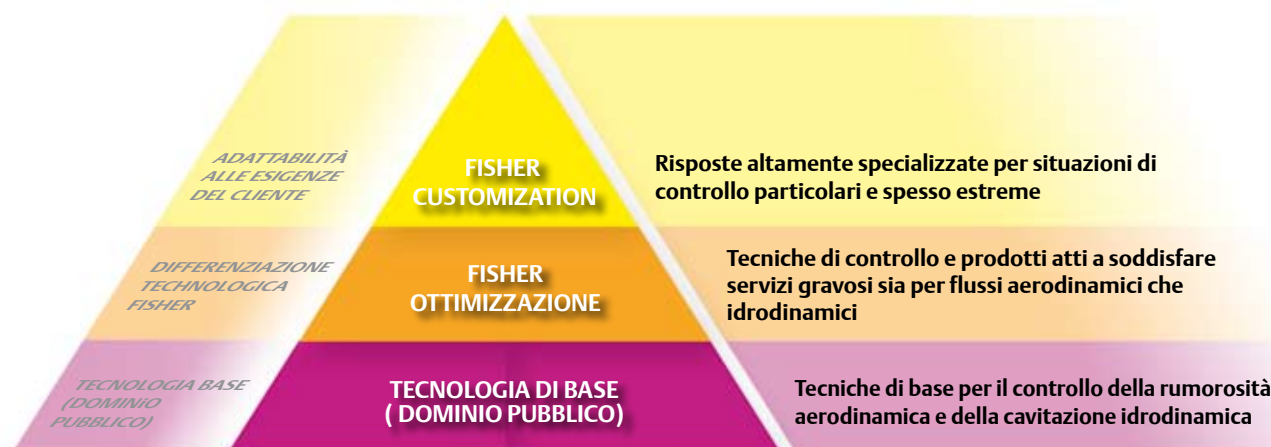 ADATTABILITÀ
ALLE ESIGENZE
DEL CLIENTE
FISHER
CUSTOMIZATION
Risposte altamente specializzate per situazioni di
controllo particolari e spesso estreme
DIFFERENZIAZIONE
TECHNOLOGICA
FISHER
FISHER
OTTIMIZZAZIONE
Tecniche di controllo e prodotti atti a soddisfare
servizi gravosi sia per flussi aerodinamici che
idrodinamici
TECNOLOGIA BASE
(DOMINiO
PUBBLICO)
TECNOLOGIA DI BASE
( DOMINIO PUBBLICO)
Tecniche di base per il controllo della rumorosità
aerodinamica e della cavitazione idrodinamica